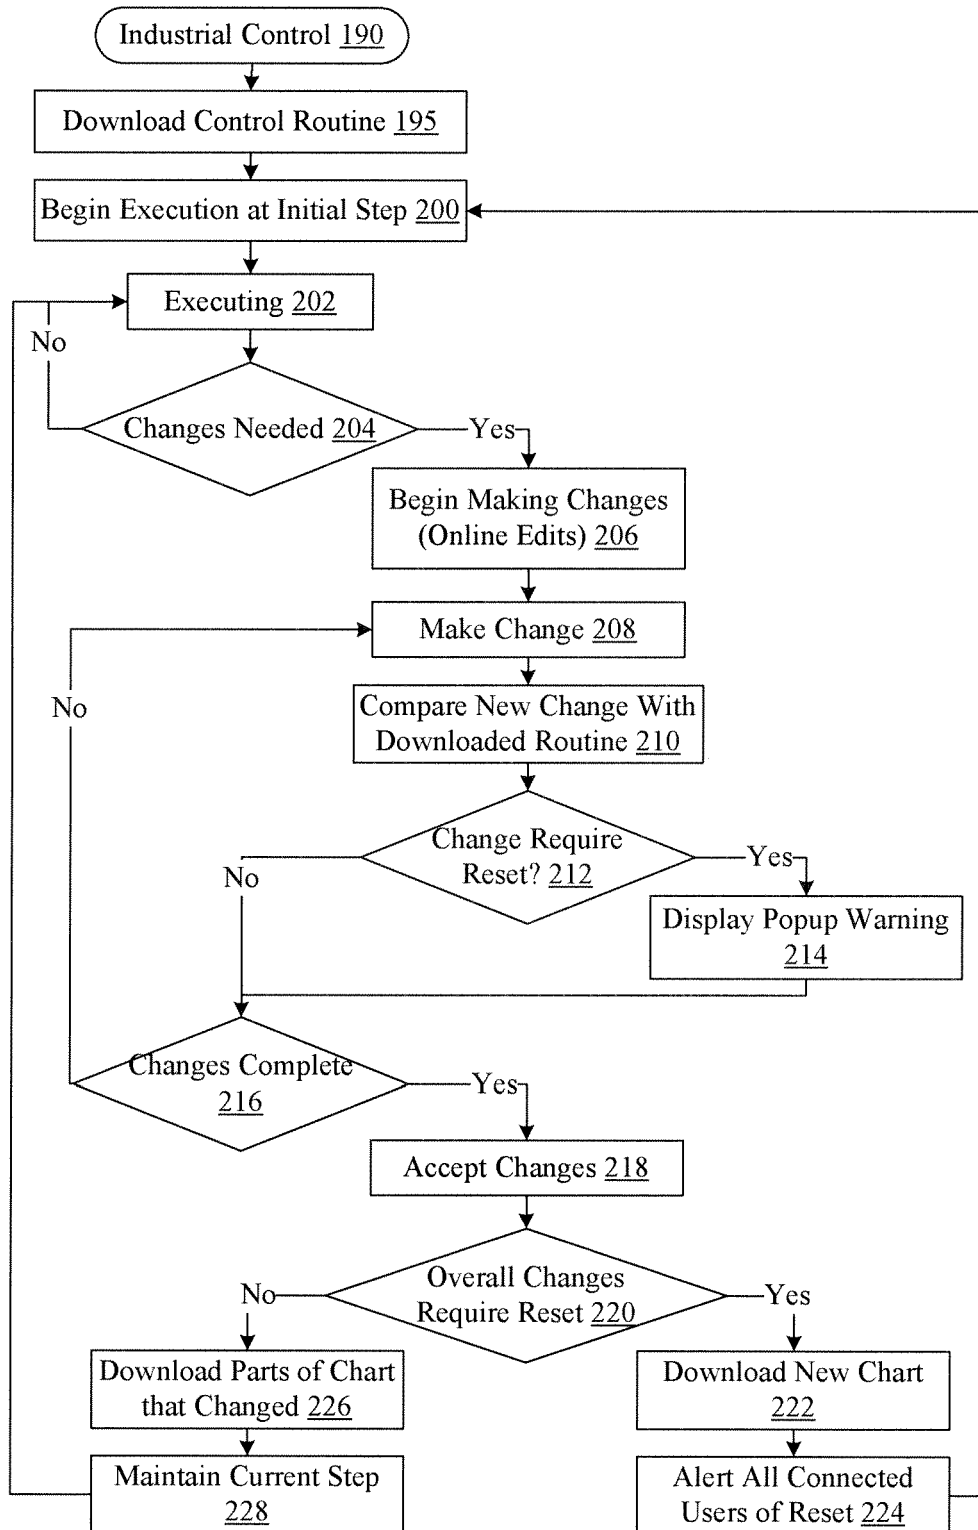 Industrial Control 190
Download Control Routine 195
Begin Execution at Initial Step 200
Executing 202
No
Changes Needed 204
Yes
Begin Making Changes
(Online Edits) 206
Make Change 208
No
Compare New Change With
Downloaded Routine 210
Change Require
Reset? 212
Yes
No
Display Popup Warning
214
Changes Complete
216
Yes
Accept Changes 218
Overall Changes
Require Reset 220
No
Yes
Download Parts of Chart
that Changed 226
Download New Chart
222
Maintain Current Step
228
Alert All Connected
Users of Reset 224